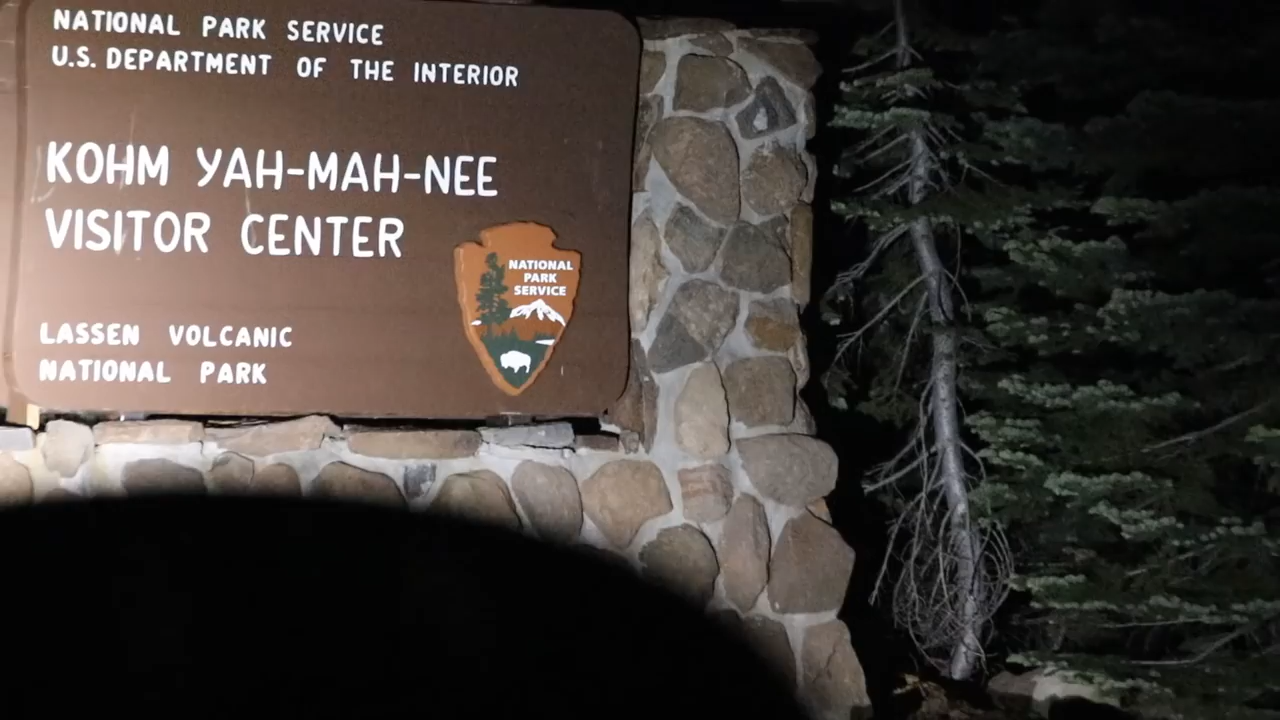 NATIONAL PARK SERVICE
U.S. DEPARTMENT OF THE INTERIOR
KOHM YAH-MAH-NEE
VISITOR CENTER
NATIONAL
PARK
SERVICE
LASSEN VOLCANIC
NATIONAL PARK